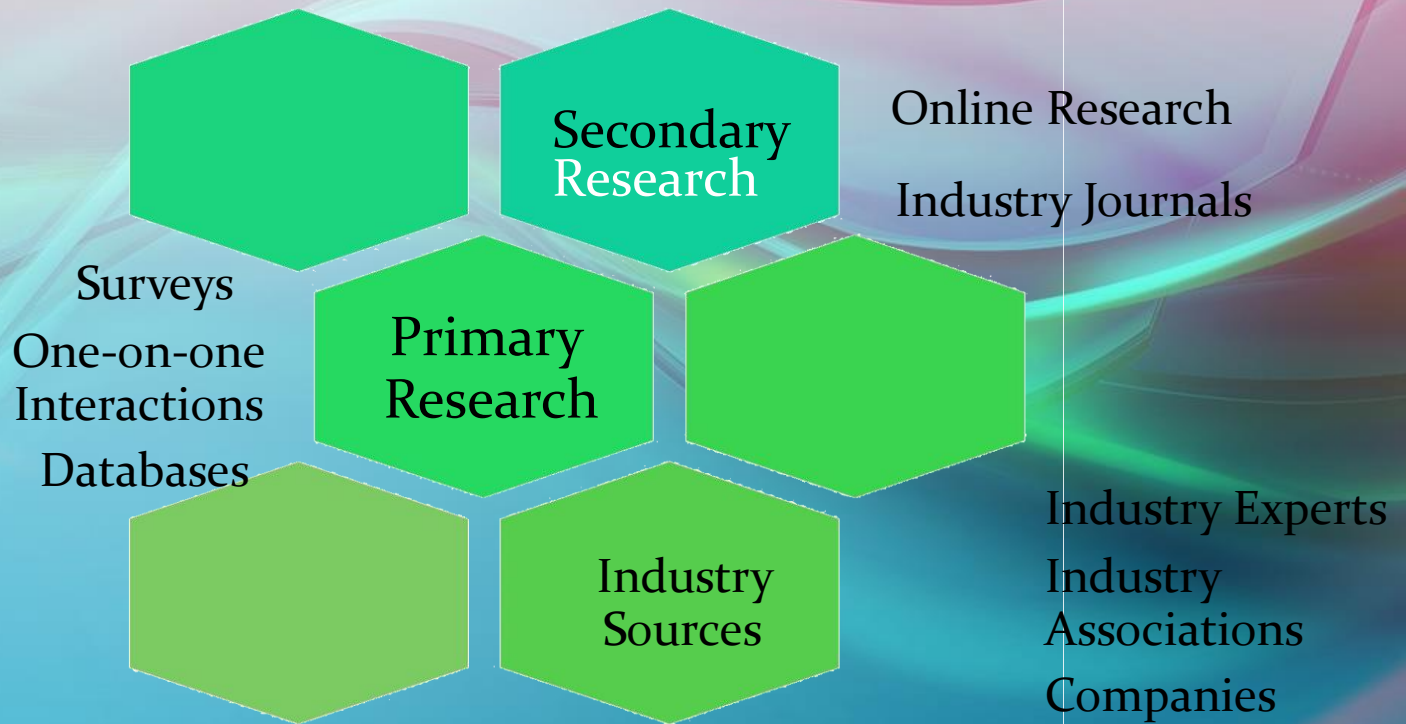 Secondary
Research
Online Research
Industry Journals
Surveys
One-on-one
Interactions
Databases
Primary
Research
Industry
Sources
Industry Experts
Industry
Associations
Companies